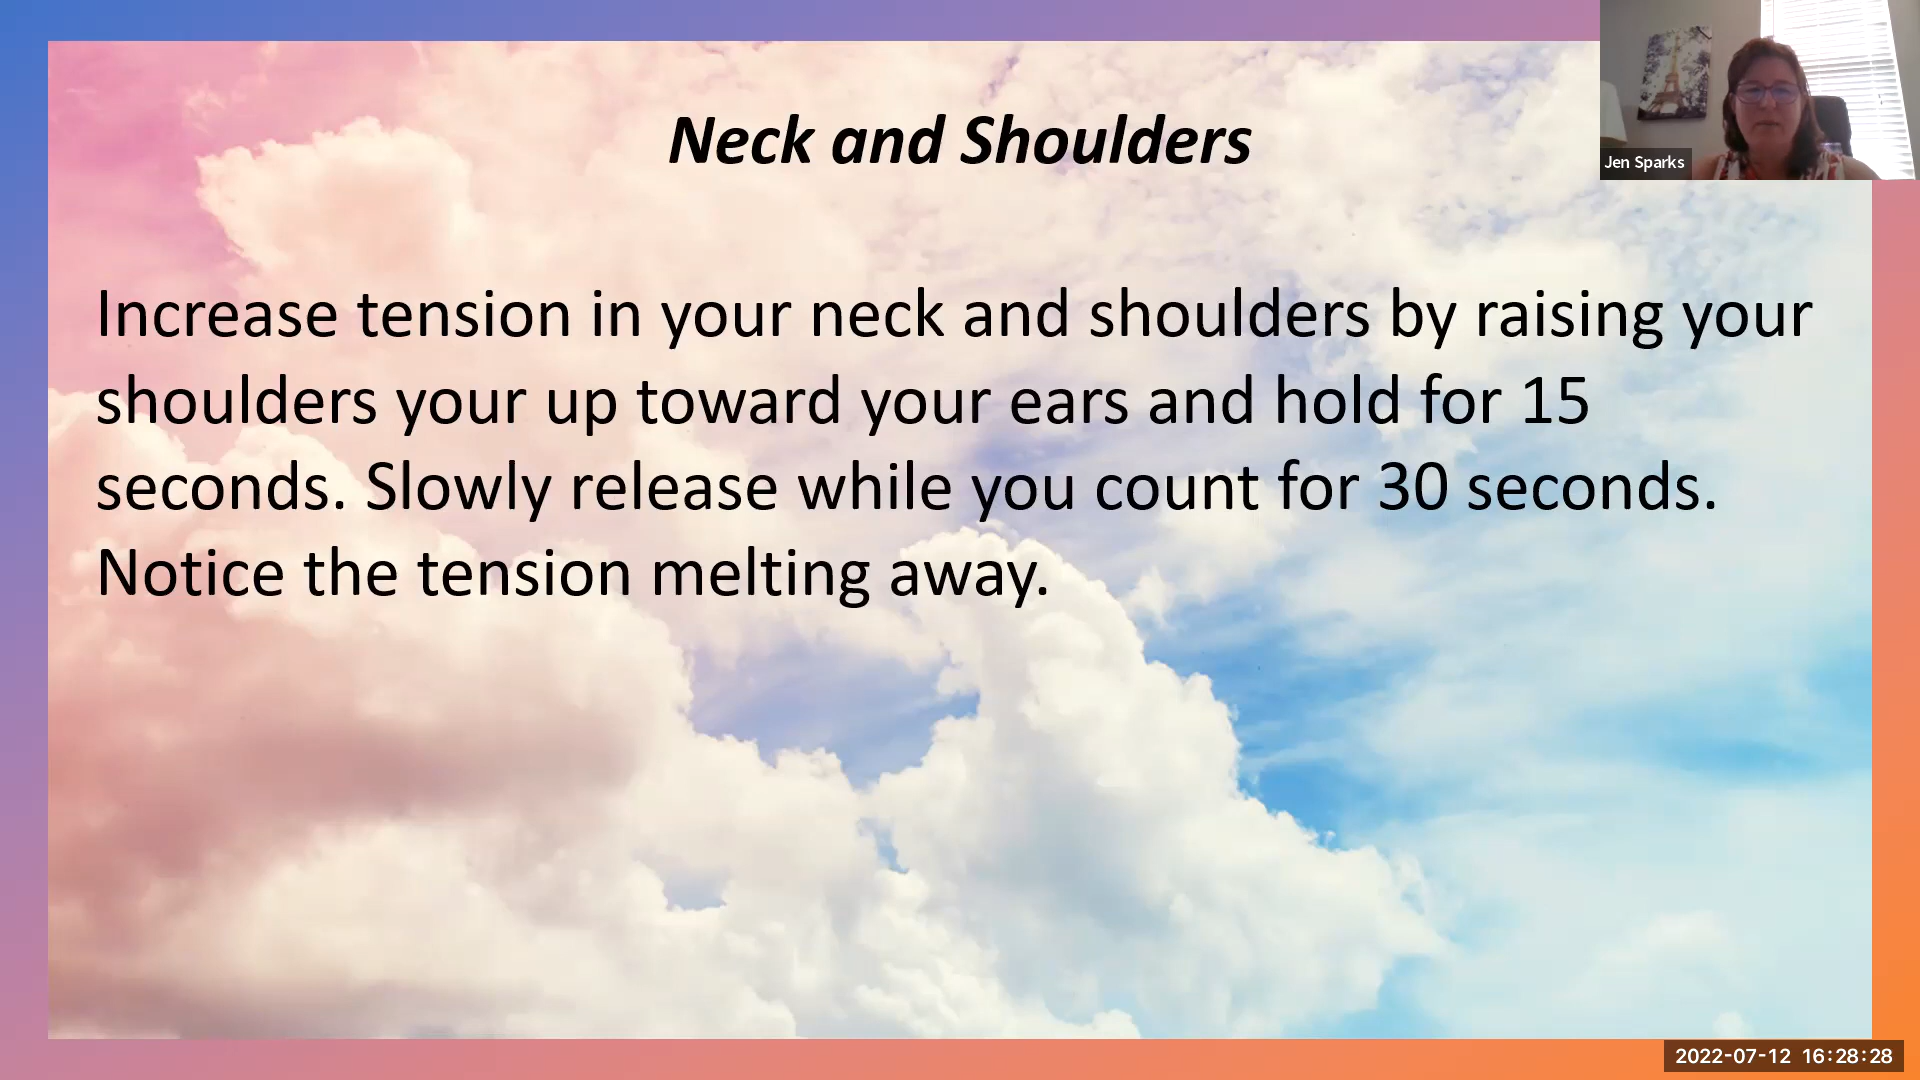 Neck and Shoulders
Jen Sparks
Increase tension in your neck and shoulders by raising your
shoulders your up toward your ears and hold for 15
seconds. Slowly release while you count for 30 seconds.
Notice the tension melting away.
2022-07-12 16:28:28